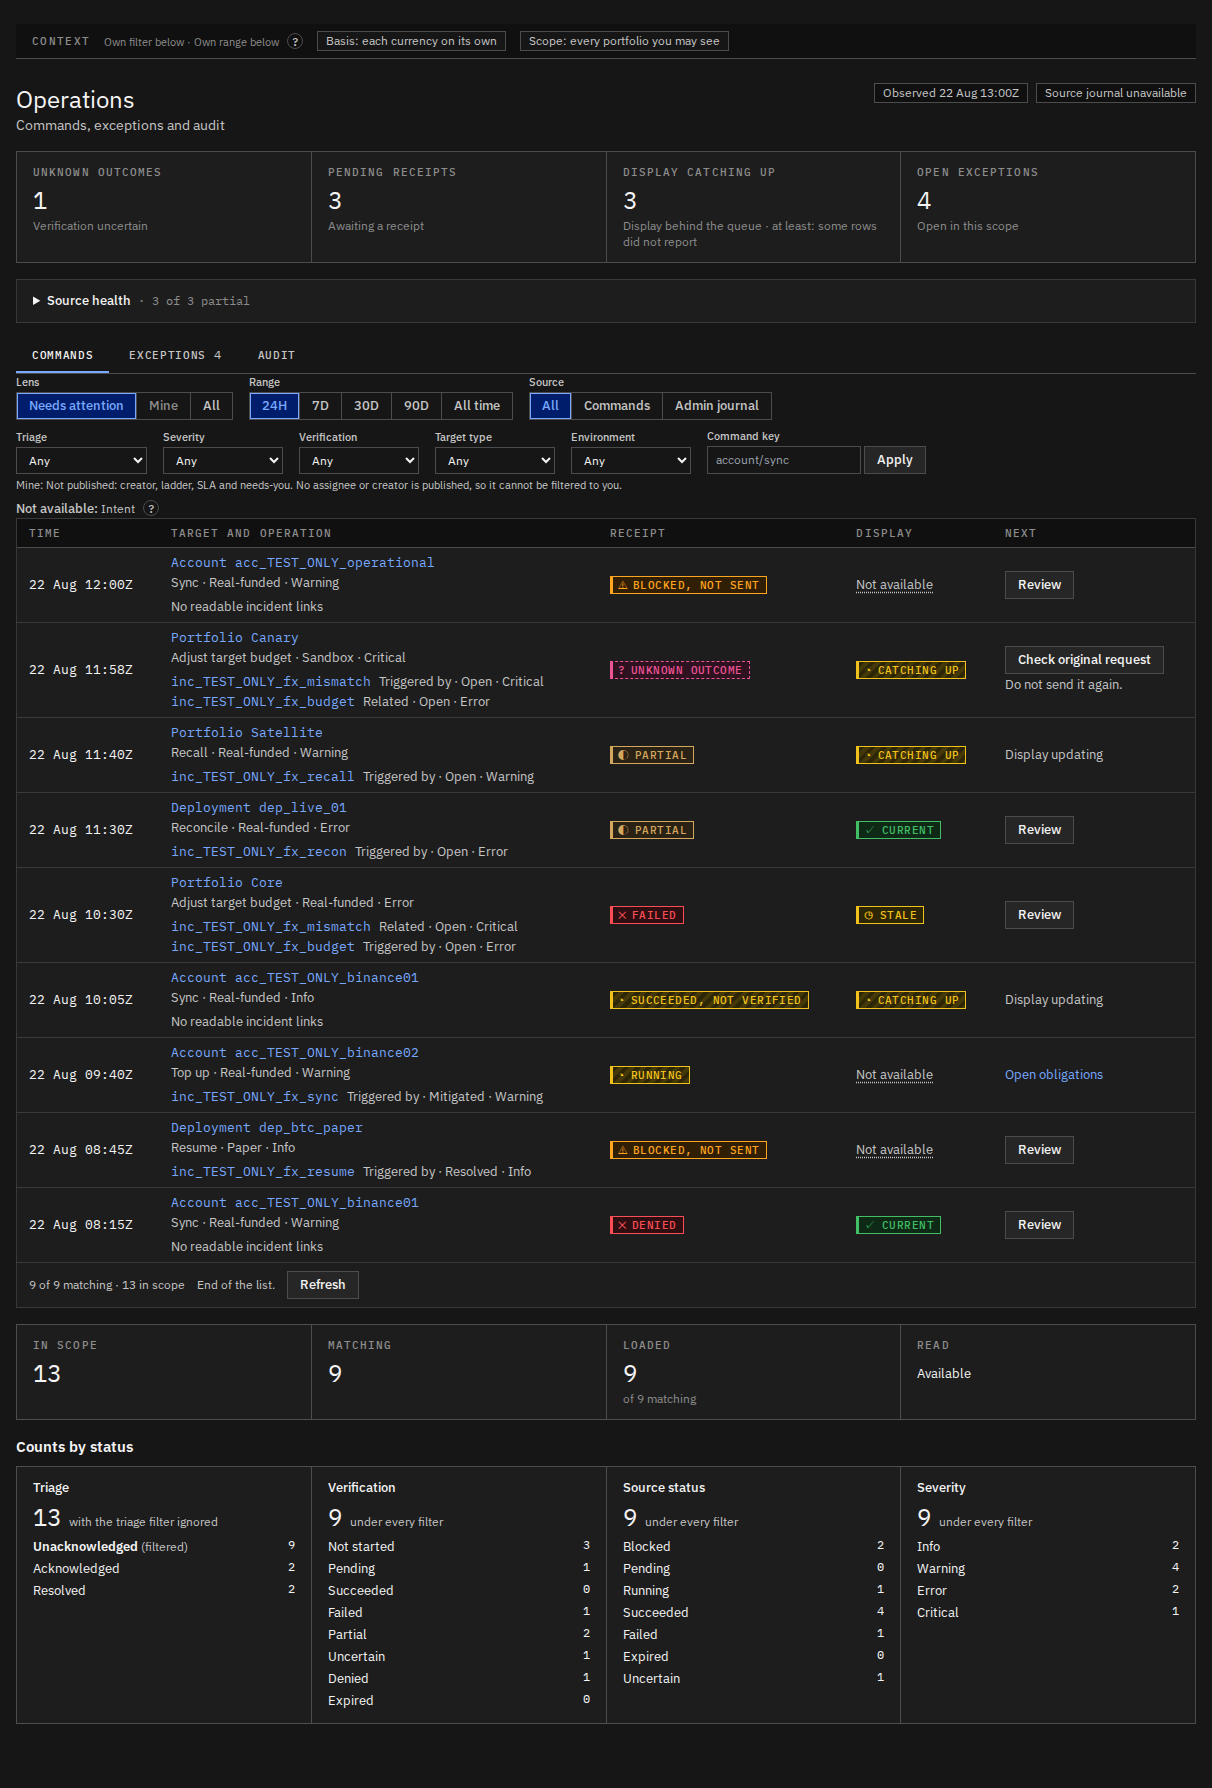 CONTEXT Own filter below · Own range below ? Basis: each currency on its own Scope: every portfolio you may see
Operations
Commands, exceptions and audit
Observed 22 Aug 13:00Z Source journal unavailable
UNKNOWN OUTCOMES
1
Verification uncertain
PENDING RECEIPTS
3
Awaiting a receipt
DISPLAY CATCHING UP
3
Display behind the queue · at least: some rows
did not report
OPEN EXCEPTIONS
4
Open in this scope
▶ Source health · 3 of 3 partial
COMMANDS EXCEPTIONS 4 AUDIT
Lens Range Source
Needs attention Mine All 24H 7D 30D 90D All time All Commands Admin journal
Triage Severity Verification Target type Environment Command key
Any Any Any Any Any account/sync Apply
Mine: Not published: creator, ladder, SLA and needs-you. No assignee or creator is published, so it cannot be filtered to you.
Not available: Intent ?
TIME TARGET AND OPERATION RECEIPT DISPLAY NEXT
22 Aug 12:00Z
Account acc_TEST_ONLY_operational
Sync · Real-funded · Warning
No readable incident links
⚠ BLOCKED, NOT SENT
Not available
Review
22 Aug 11:58Z
Portfolio Canary
Adjust target budget · Sandbox · Critical
inc_TEST_ONLY_fx_mismatch Triggered by · Open · Critical
inc_TEST_ONLY_fx_budget Related · Open · Error
? UNKNOWN OUTCOME
CATCHING UP
Check original request
Do not send it again.
22 Aug 11:40Z
Portfolio Satellite
Recall · Real-funded · Warning
inc_TEST_ONLY_fx_recall Triggered by · Open · Warning
◐ PARTIAL
CATCHING UP
Display updating
22 Aug 11:30Z
Deployment dep_live_01
Reconcile · Real-funded · Error
inc_TEST_ONLY_fx_recon Triggered by · Open · Error
◐ PARTIAL
✓ CURRENT
Review
22 Aug 10:30Z
Portfolio Core
Adjust target budget · Real-funded · Error
inc_TEST_ONLY_fx_mismatch Related · Open · Critical
inc_TEST_ONLY_fx_budget Triggered by · Open · Error
✕ FAILED
◷ STALE
Review
22 Aug 10:05Z
Account acc_TEST_ONLY_binance01
Sync · Real-funded · Info
No readable incident links
SUCCEEDED, NOT VERIFIED
CATCHING UP
Display updating
22 Aug 09:40Z
Account acc_TEST_ONLY_binance02
Top up · Real-funded · Warning
inc_TEST_ONLY_fx_sync Triggered by · Mitigated · Warning
RUNNING
Not available
Open obligations
22 Aug 08:45Z
Deployment dep_btc_paper
Resume · Paper · Info
inc_TEST_ONLY_fx_resume Triggered by · Resolved · Info
⚠ BLOCKED, NOT SENT
Not available
Review
22 Aug 08:15Z
Account acc_TEST_ONLY_binance01
Sync · Real-funded · Warning
No readable incident links
✕ DENIED
✓ CURRENT
Review
9 of 9 matching · 13 in scope End of the list. Refresh
IN SCOPE
13
MATCHING
9
LOADED
9
of 9 matching
READ
Available
Counts by status
Triage
13 with the triage filter ignored
Unacknowledged (filtered) 9
Acknowledged 2
Resolved 2
Verification
9 under every filter
Not started 3
Pending 1
Succeeded 0
Failed 1
Partial 2
Uncertain 1
Denied 1
Expired 0
Source status
9 under every filter
Blocked 2
Pending 0
Running 1
Succeeded 4
Failed 1
Expired 0
Uncertain 1
Severity
9 under every filter
Info 2
Warning 4
Error 2
Critical 1